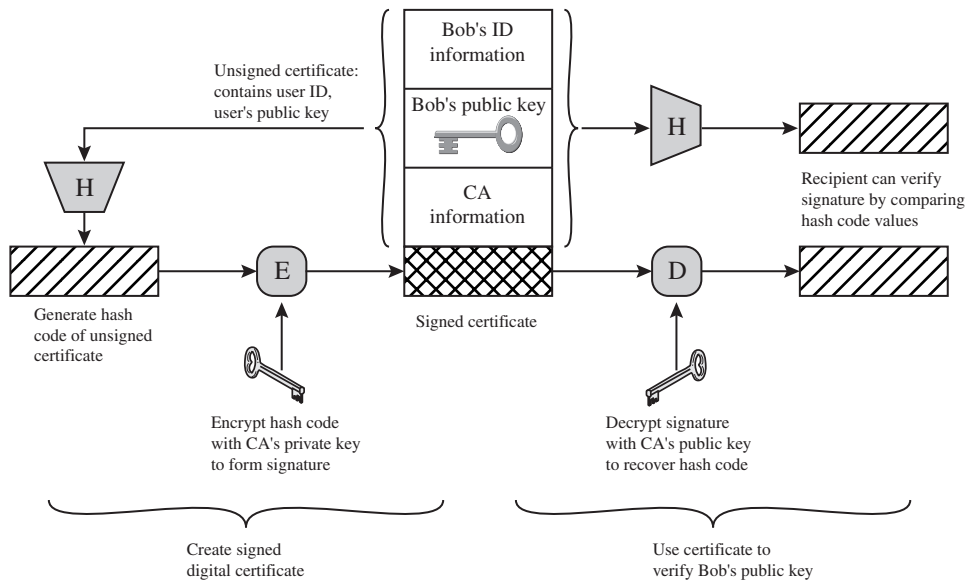 Bob's ID
information
Unsigned certificate:
contains user ID,
user's public key
Bob's public key
H
H
CA
information
Recipient can verify
signature by comparing
hash code values
E
D
Generate hash
code of unsigned
certificate
Signed certificate
Encrypt hash code
with CA's private key
to form signature
Decrypt signature
with CA's public key
to recover hash code
Create signed
digital certificate
Use certificate to
verify Bob's public key